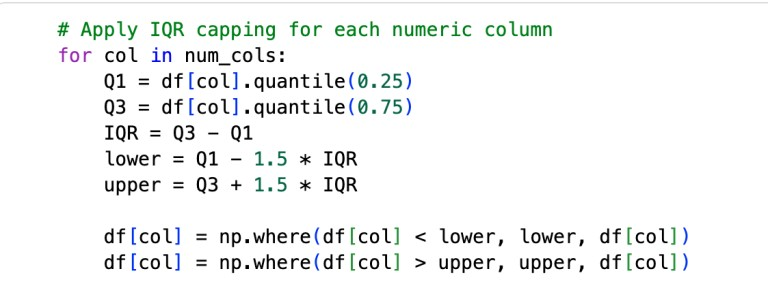 # Apply IQR capping for each numeric column
for col in num_cols:
    Q1 = df[col].quantile(0.25)
    Q3 = df[col].quantile(0.75)
    IQR = Q3 - Q1
    lower = Q1 - 1.5 * IQR
    upper = Q3 + 1.5 * IQR

    df[col] = np.where(df[col] < lower, lower, df[col])
    df[col] = np.where(df[col] > upper, upper, df[col])